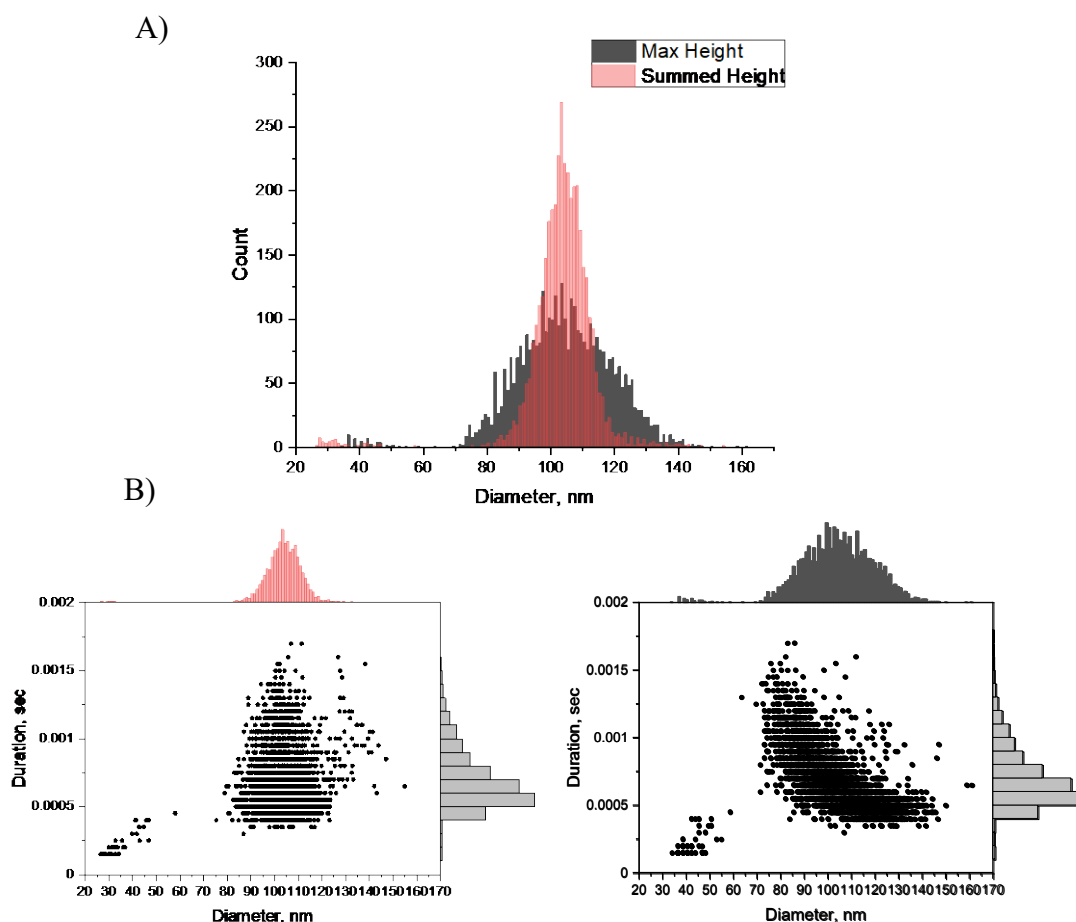 A)
Max Height
Summed Height
300
250
200
150
100
50
0
Count
20 40 60 80 100 120 140 160
Diameter, nm
B)
0.002
0.0015
0.001
0.0005
0
Duration, sec
20 30 40 50 60 70 80 90 100 110 120 130 140 150 160 170
Diameter, nm
0.002
0.0015
0.001
0.0005
0
Duration, sec
20 30 40 50 60 70 80 90 100 110 120 130 140 150 160 170
Diameter, nm